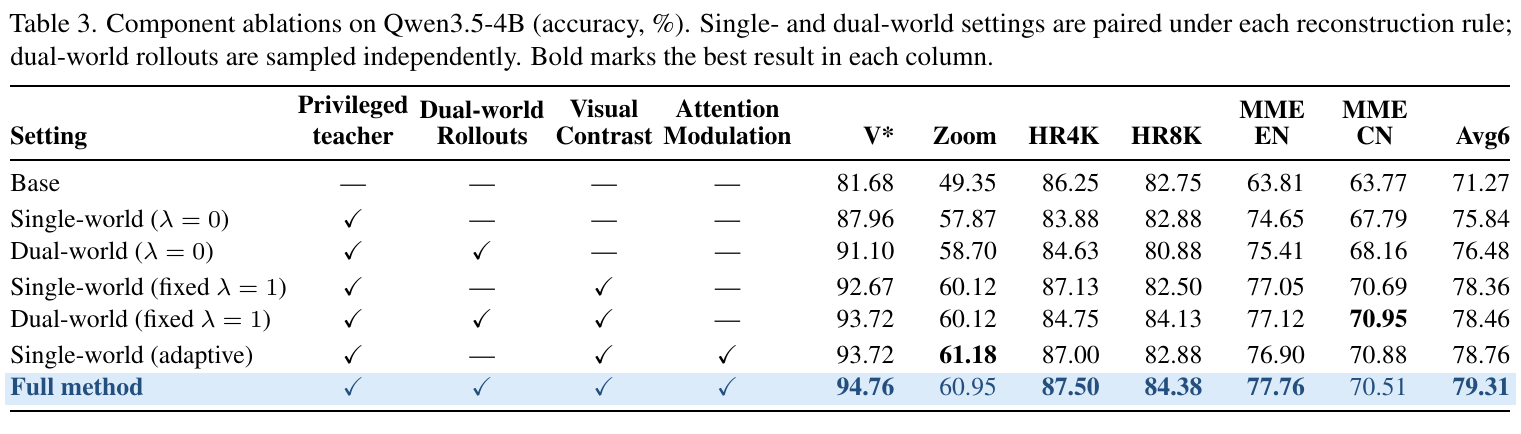 Table 3. Component ablations on Qwen3.5-4B (accuracy, %). Single- and dual-world settings are paired under each reconstruction rule;
dual-world rollouts are sampled independently. Bold marks the best result in each column.
Setting Privileged teacher Dual-world Rollouts Visual Contrast Attention Modulation V* Zoom HR4K HR8K MME EN MME CN Avg6
Base — — — — 81.68 49.35 86.25 82.75 63.81 63.77 71.27
Single-world (λ = 0) ✓ — — — 87.96 57.87 83.88 82.88 74.65 67.79 75.84
Dual-world (λ = 0) ✓ ✓ — — 91.10 58.70 84.63 80.88 75.41 68.16 76.48
Single-world (fixed λ = 1) ✓ — ✓ — 92.67 60.12 87.13 82.50 77.05 70.69 78.36
Dual-world (fixed λ = 1) ✓ ✓ ✓ — 93.72 60.12 84.75 84.13 77.12 70.95 78.46
Single-world (adaptive) ✓ — ✓ ✓ 93.72 61.18 87.00 82.88 76.90 70.88 78.76
Full method ✓ ✓ ✓ ✓ 94.76 60.95 87.50 84.38 77.76 70.51 79.31